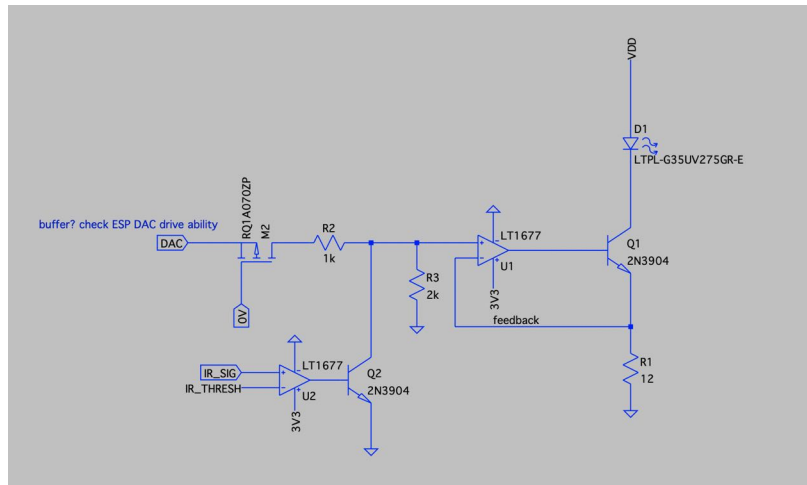 VDD
D1
LTPL-G35UV275GR-E
RQ1A070ZP
M2
buffer? check ESP DAC drive ability
DAC
R2
1k
LT1677
U1
Q1
2N3904
R3
2k
3V3
0V
feedback
IR_SIG
IR_THRESH
LT1677
U2
Q2
2N3904
R1
12
3V3